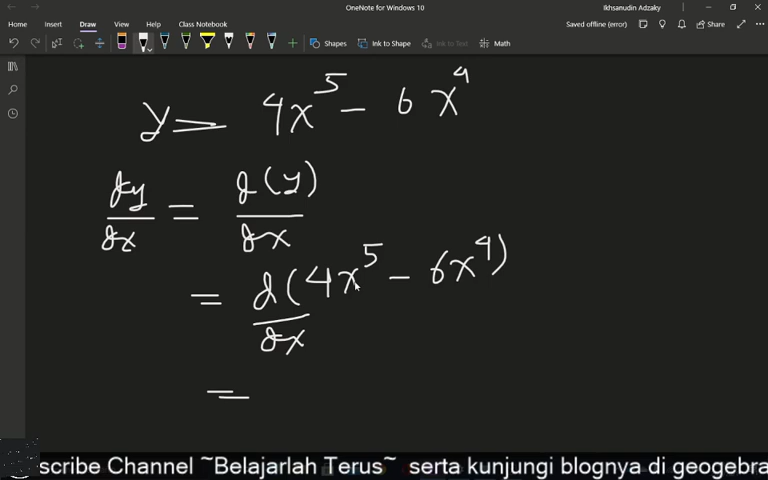 OneNote for Windows 10
Ikhsanudin Adzaky
Home Insert Draw View Help Class Notebook
Saved offline (error) Share
Shapes Ink to Shape Ink to Text Math
y = 4x⁵ - 6x⁴
dy/dx = d(y)/dx
= d/dx (4x⁵ - 6x⁴)
=
scribe Channel ~Belajarlah Terus~ serta kunjungi blognya di geogebra